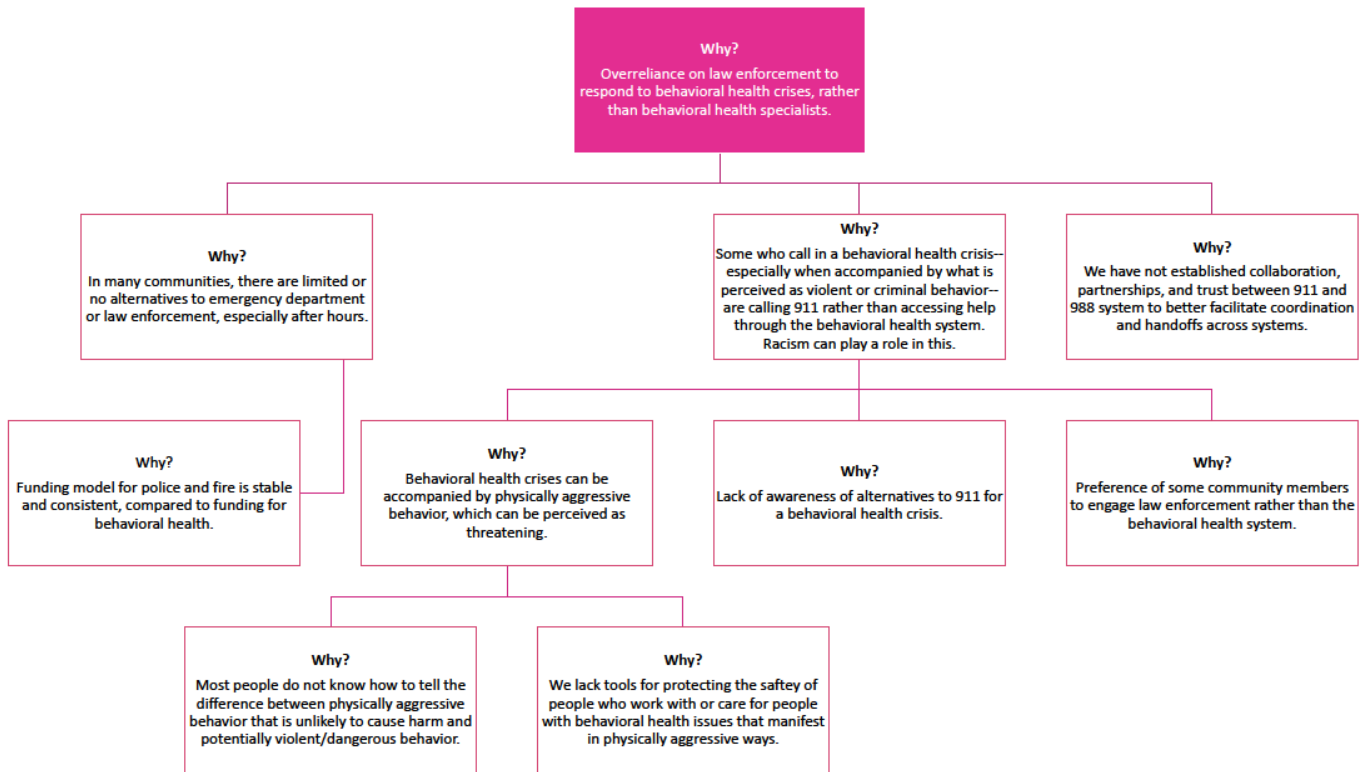 Why?
Overreliance on law enforcement to
respond to behavioral health crises, rather
than behavioral health specialists.
Why?
In many communities, there are limited or
no alternatives to emergency department
or law enforcement, especially after hours.
Why?
Some who call in a behavioral health crisis--
especially when accompanied by what is
perceived as violent or criminal behavior--
are calling 911 rather than accessing help
through the behavioral health system.
Racism can play a role in this.
Why?
We have not established collaboration,
partnerships, and trust between 911 and
988 system to better facilitate coordination
and handoffs across systems.
Why?
Funding model for police and fire is stable
and consistent, compared to funding for
behavioral health.
Why?
Behavioral health crises can be
accompanied by physically aggressive
behavior, which can be perceived as
threatening.
Why?
Lack of awareness of alternatives to 911 for
a behavioral health crisis.
Why?
Preference of some community members
to engage law enforcement rather than the
behavioral health system.
Why?
Most people do not know how to tell the
difference between physically aggressive
behavior that is unlikely to cause harm and
potentially violent/dangerous behavior.
Why?
We lack tools for protecting the saftey of
people who work with or care for people
with behavioral health issues that manifest
in physically aggressive ways.